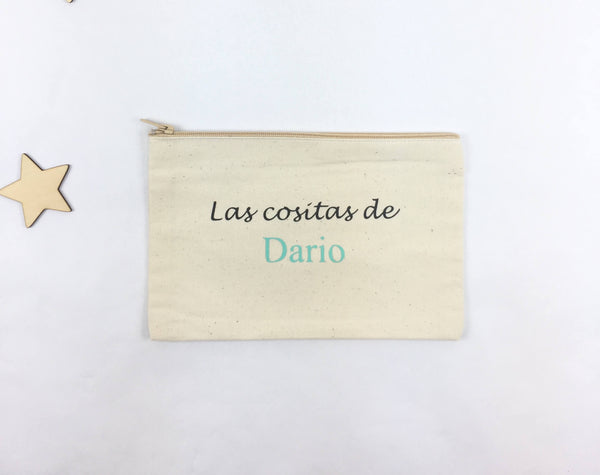 Las cositas de
Dario